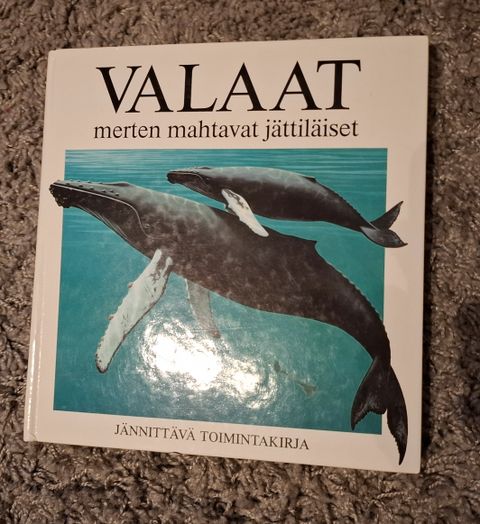 VALAAT
merten mahtavat jättiläiset
JÄNNITTÄVÄ TOIMINTAKIRJA